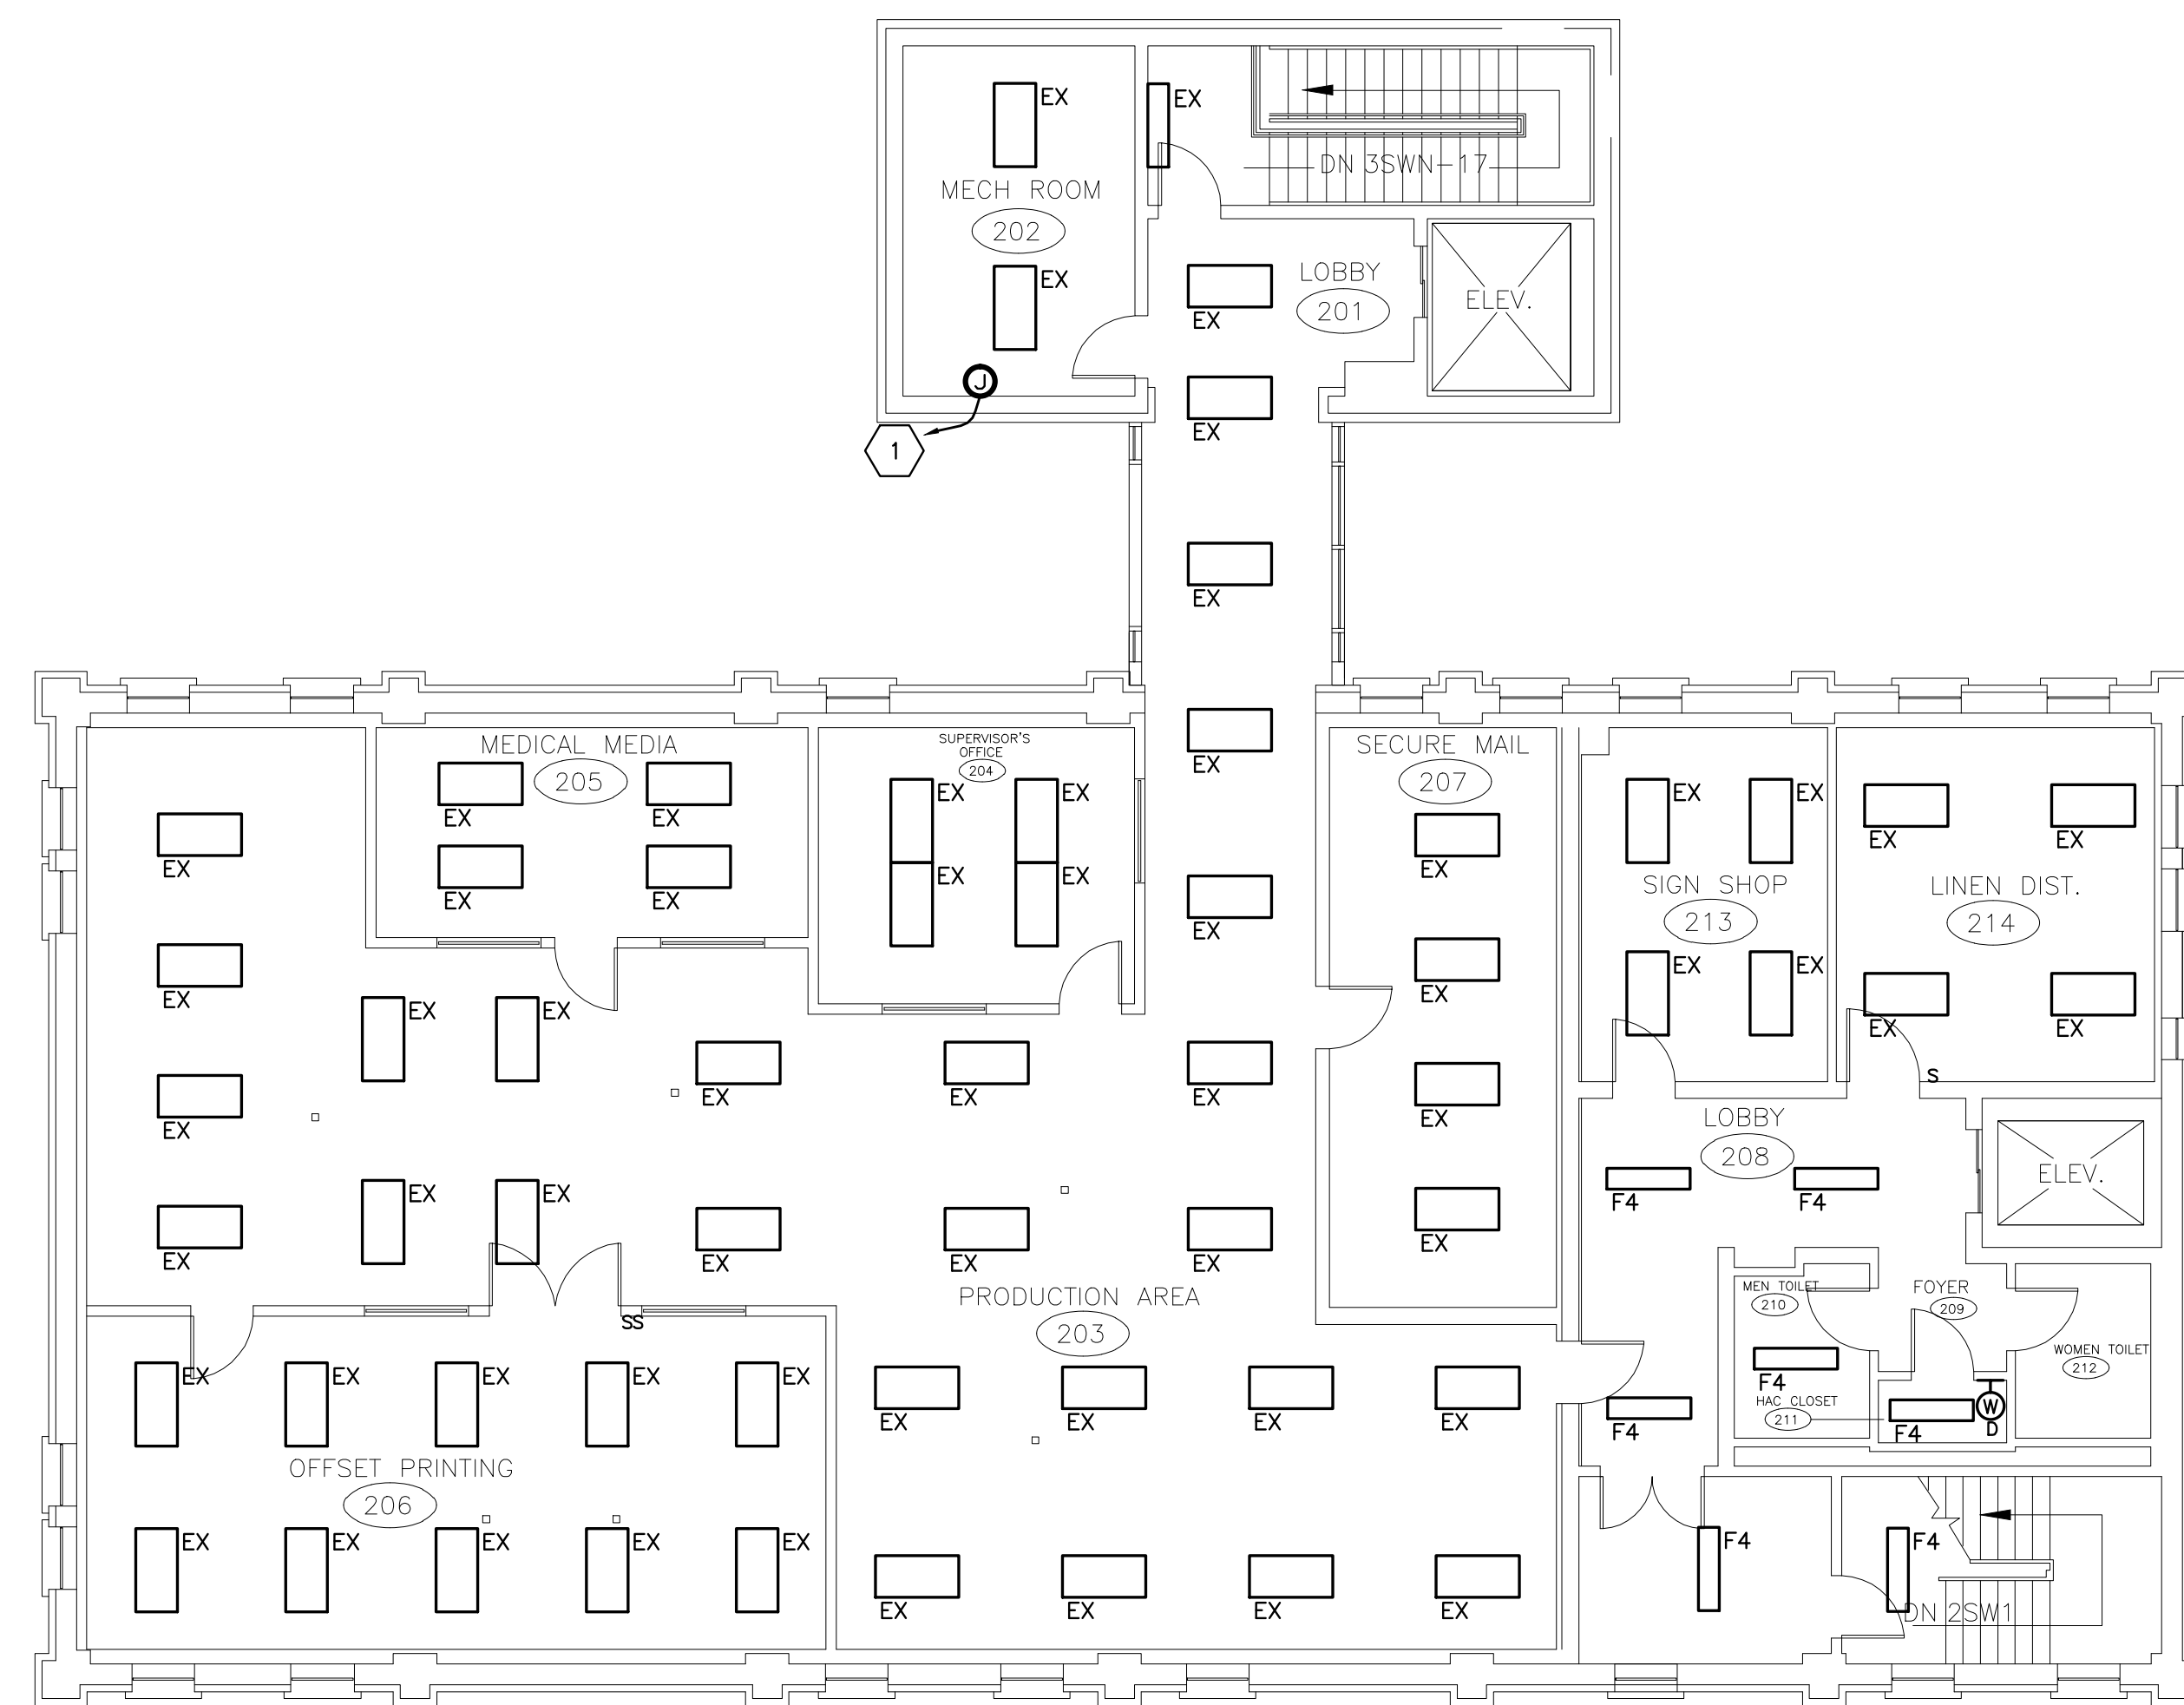 EX EX
DN 3SWN-17
MECH ROOM
202
EX
LOBBY
201
ELEV.
EX
J
EX
1
EX
SUPERVISOR'S
OFFICE
204
MEDICAL MEDIA
205
SECURE MAIL
207
EX
EX EX EX EX
EX EX
EX EX
EX EX EX
EX EX EX EX
SIGN SHOP
213
LINEN DIST.
214
EX EX
EX
EX EX
EX EX EX
EX EX
S
EX EX EX
EX
EX
LOBBY
208
ELEV.
EX EX
F4 F4
EX
EX EX EX EX
PRODUCTION AREA
203
MEN TOILET
210
FOYER
209
SS
WOMEN TOILET
212
EX EX EX EX EX
F4
HAC CLOSET
211
W
D
EX EX EX EX
F4 F4
OFFSET PRINTING
206
EX EX EX EX EX
F4 F4
EX EX EX EX
DN 2SW1